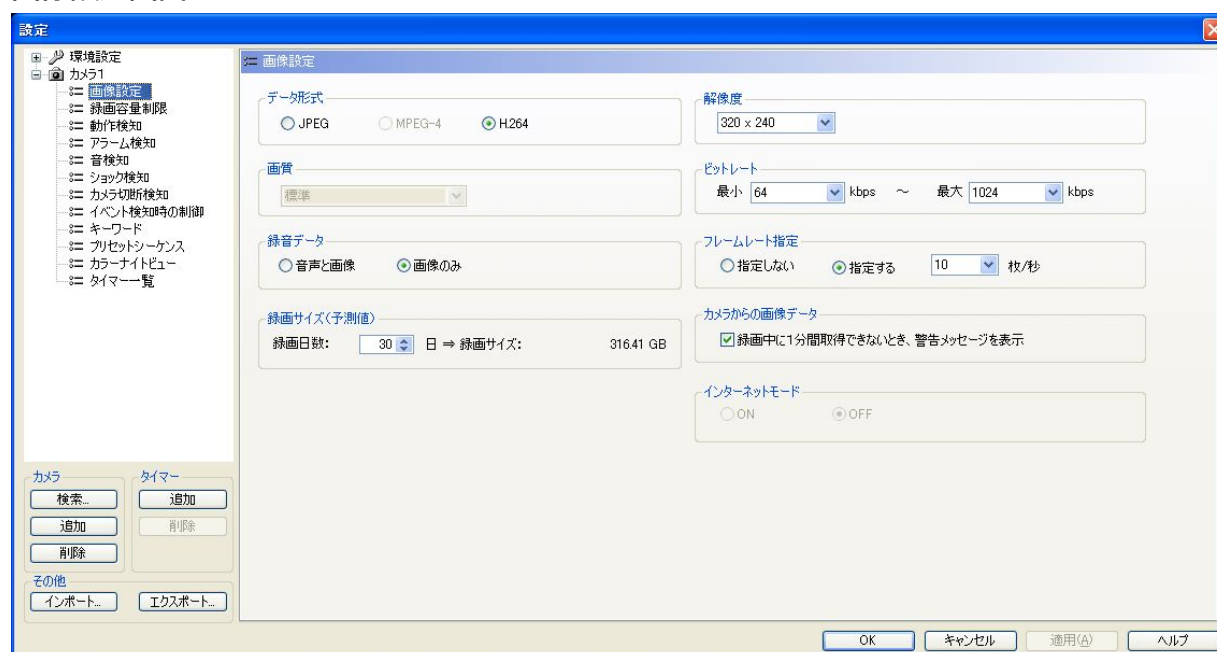 設定
環境設定
カメラ1
画像設定
録画容量制限
動作検知
アラーム検知
音検知
ショック検知
カメラ切断検知
イベント検知時の制御
キーワード
プリセットシーケンス
カラーナイトビュー
タイマー一覧
カメラ
検索...
追加
削除
タイマー
追加
削除
その他
インポート...
エクスポート...
画像設定
データ形式
JPEG MPEG-4 H.264
画質
標準
録音データ
音声と画像 画像のみ
録画サイズ(予測値)
録画日数: 30 日 ⇒ 録画サイズ: 316.41 GB
解像度
320 × 240
ビットレート
最小 64 kbps ～ 最大 1024 kbps
フレームレート指定
指定しない 指定する 10 枚/秒
カメラからの画像データ
録画中に1分間取得できないとき、警告メッセージを表示
インターネットモード
ON OFF
OK キャンセル 適用(A) ヘルプ